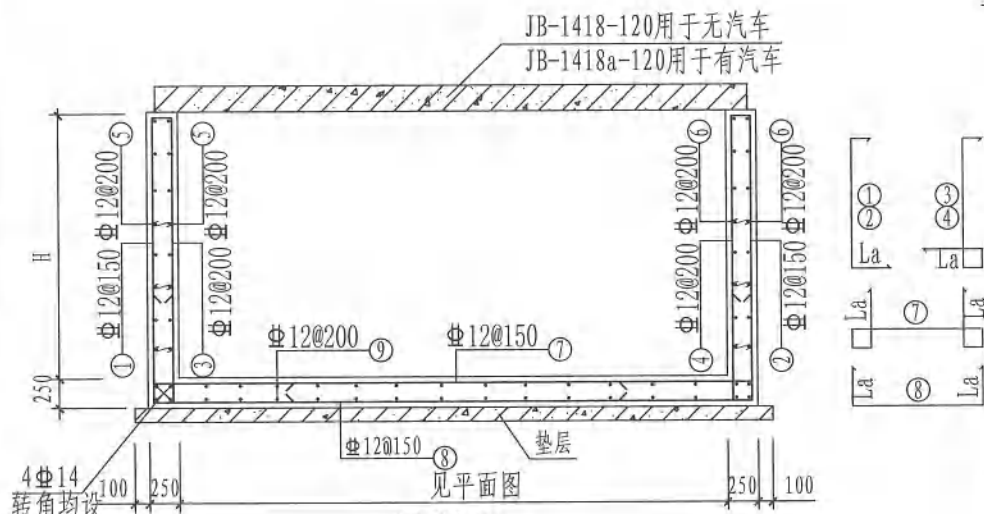 JB-1418-120用于无汽车
JB-1418a-120用于有汽车
⑤
⑤
⑥
⑥
Φ12@200
Φ12@200
Φ12@200
Φ12@200
H
Φ12@150
Φ12@200
Φ12@200
Φ12@150
①
③
④
②
Φ12@200 ⑨
Φ12@150 ⑦
250
Φ12@150 ⑧
垫层
4Φ14
转角均设
100
250
见平面图
250
100
①
②
③
④
La
La
La
⑦
La
La
⑧
La